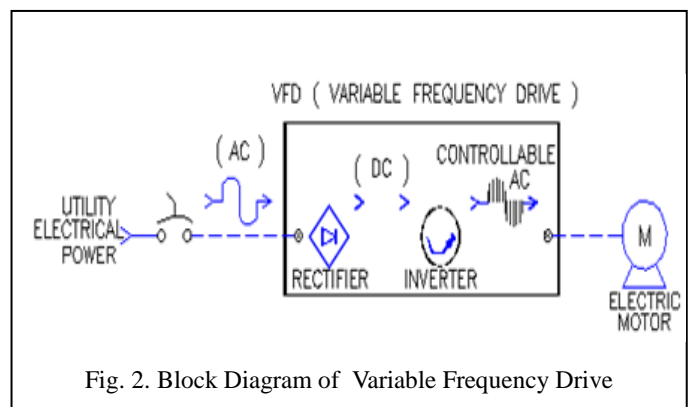 VFD ( VARIABLE FREQUENCY DRIVE )
( AC )
( DC )
CONTROLLABLE
AC
UTILITY
ELECTRICAL
POWER
RECTIFIER
INVERTER
M
ELECTRIC
MOTOR
Fig. 2. Block Diagram of Variable Frequency Drive